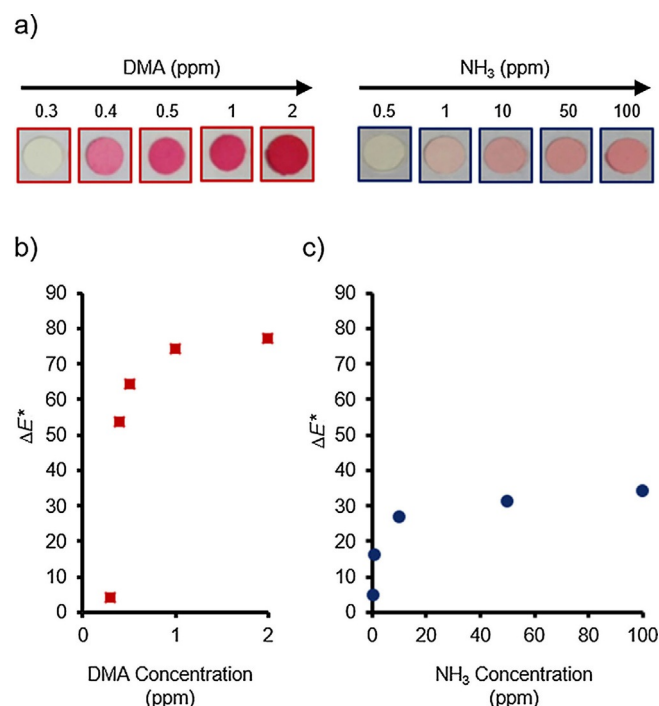 a)
DMA (ppm)
0.3 0.4 0.5 1 2
NH₃ (ppm)
0.5 1 10 50 100
b)
90
80
70
60
50
40
30
20
10
0
ΔE*
0 1 2
DMA Concentration
(ppm)
c)
90
80
70
60
50
40
30
20
10
0
ΔE*
0 20 40 60 80 100
NH₃ Concentration
(ppm)